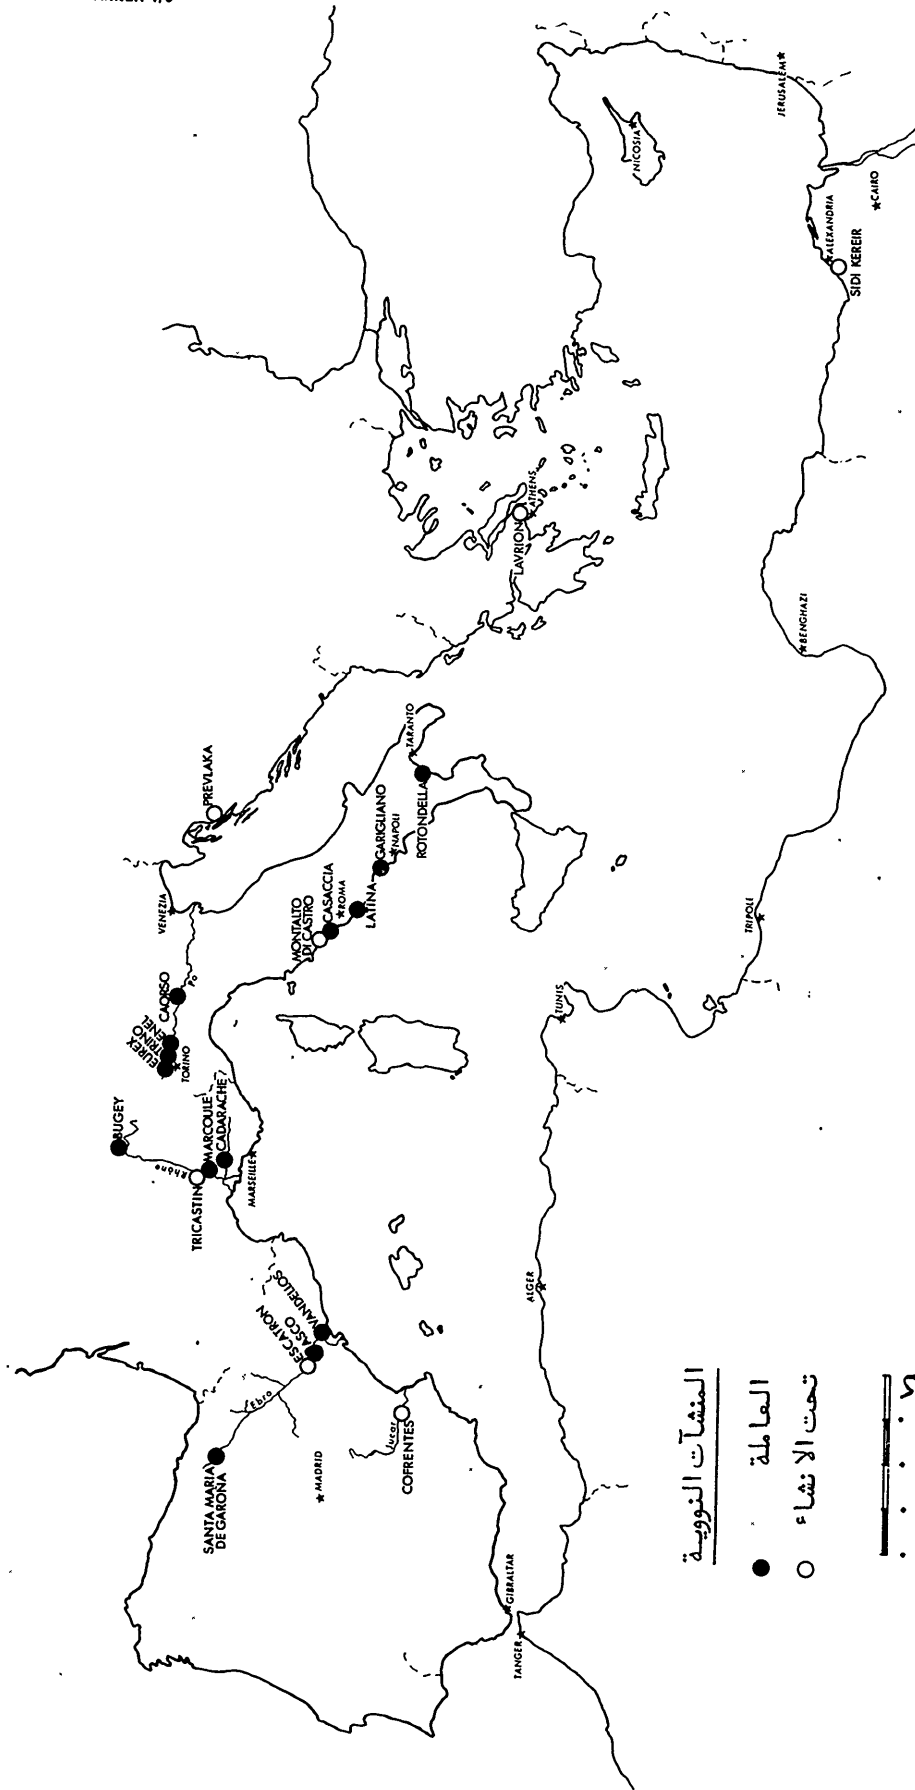 BUGEY
Rhône
TRICASTIN
MARCOULE
CADARACHE
MARSEILLE
EUREX
TRINO
ENEL
TORINO
CAORSO
Po
VENEZIA
PREVLAKA
MONTALTO
DI CASTRO
CASACCIA
ROMA
LATINA
GARIGLIANO
NAPOLI
ROTONDELLA
TARANTO
LAVRION
ATHENS
NICOSIA
JERUSALEM
CAIRO
ALEXANDRIA
SIDI KEREIR
BENGHAZI
TRIPOLI
TUNIS
ALGER
TANGER
GIBRALTAR
SANTA MARIA
DE GAROÑA
Ebro
MADRID
Jucar
COFRENTES
ESCATRON
ASCO
VANDELLOS
المنشآت النووية
العاملة
تحت الانشاء